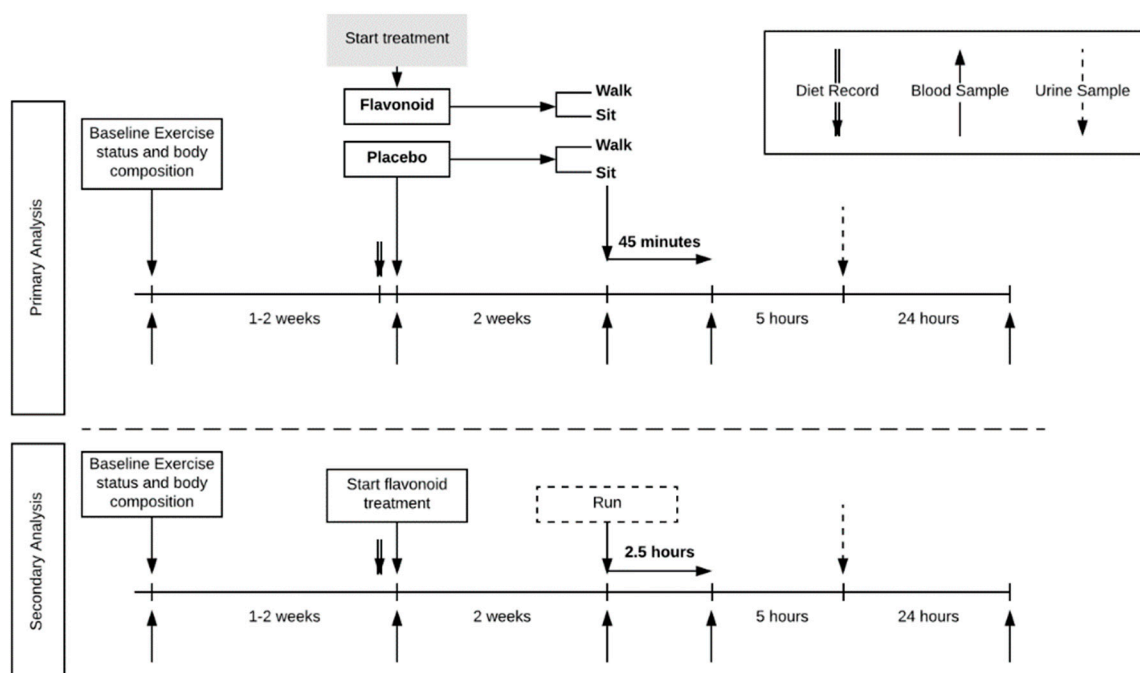 Start treatment
Flavonoid
Walk
Sit
Placebo
Walk
Sit
Diet Record
Blood Sample
Urine Sample
Baseline Exercise
status and body
composition
Primary Analysis
45 minutes
1-2 weeks
2 weeks
5 hours
24 hours
Secondary Analysis
Baseline Exercise
status and body
composition
Start flavonoid
treatment
Run
2.5 hours
1-2 weeks
2 weeks
5 hours
24 hours